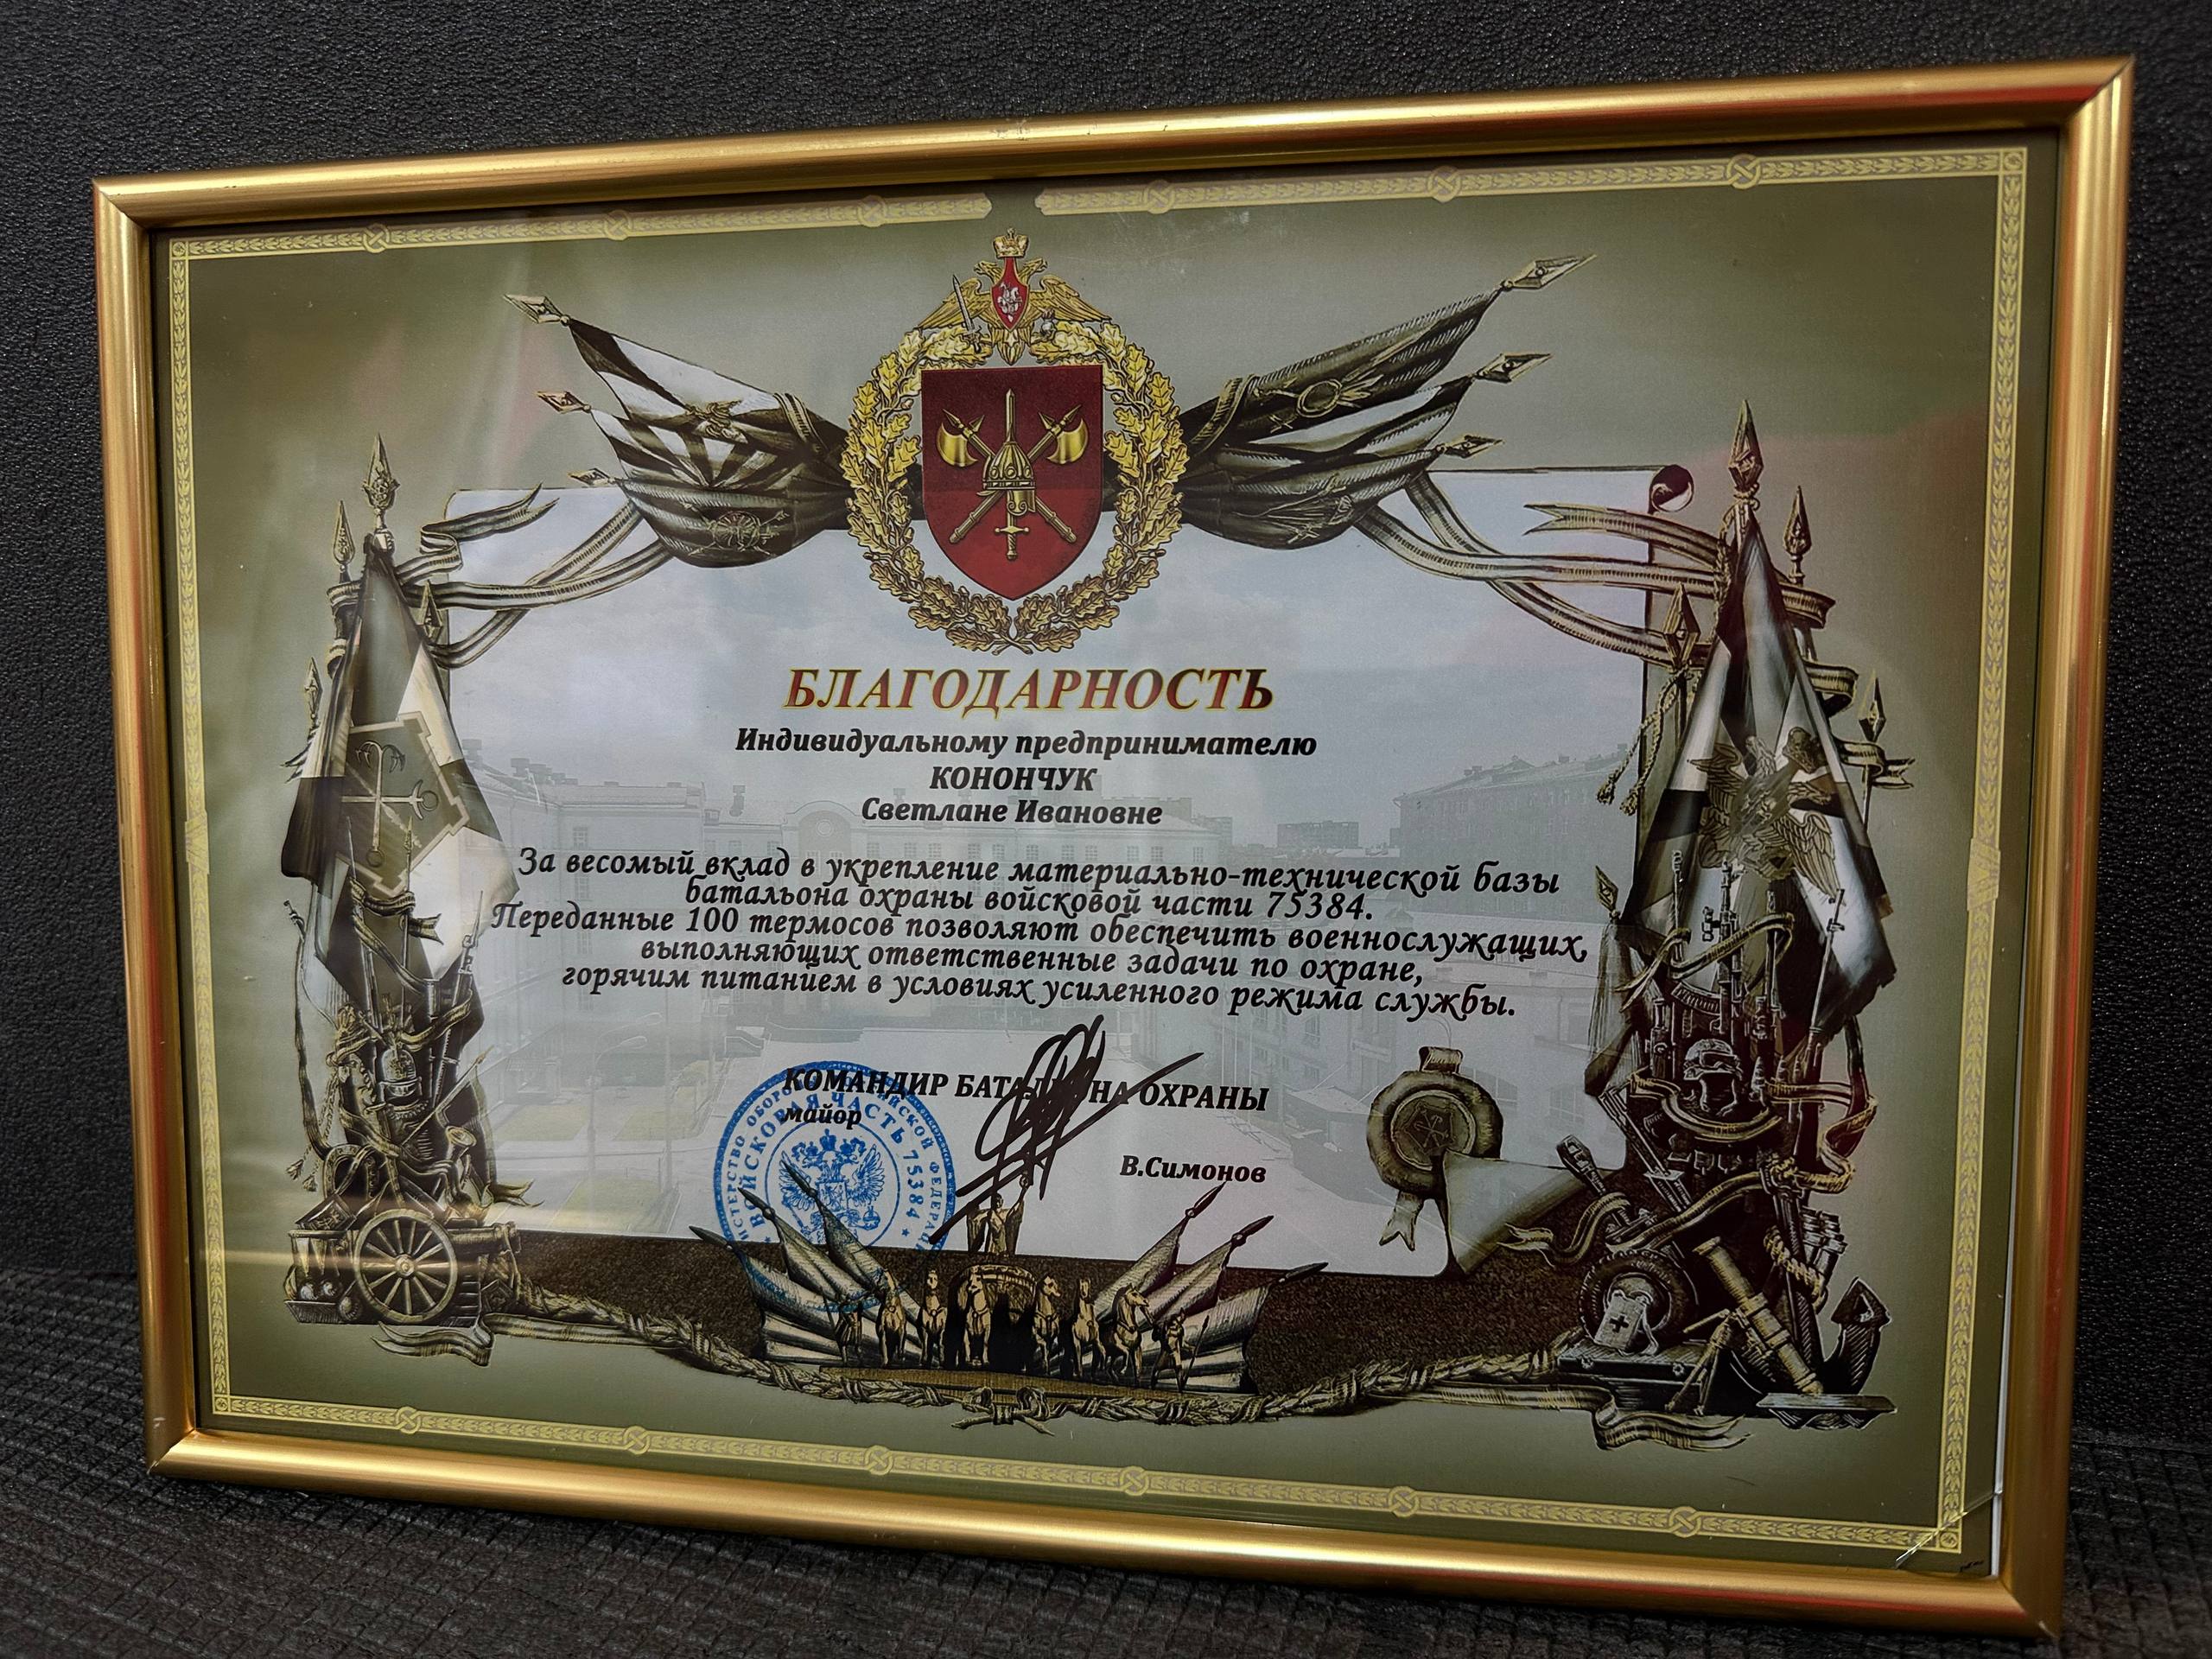 БЛАГОДАРНОСТЬ
Индивидуальному предпринимателю
КОНОНЧУК
Светлане Ивановне
За весомый вклад в укрепление материально-технической базы
батальона охраны войсковой части 75384.
Переданные 100 термосов позволяют обеспечить военнослужащих,
выполняющих ответственные задачи по охране,
горячим питанием в условиях усиленного режима службы.
КОМАНДИР БАТАЛЬОНА ОХРАНЫ
майор
В.Симонов
ВОЙСКОВАЯ ЧАСТЬ 75384